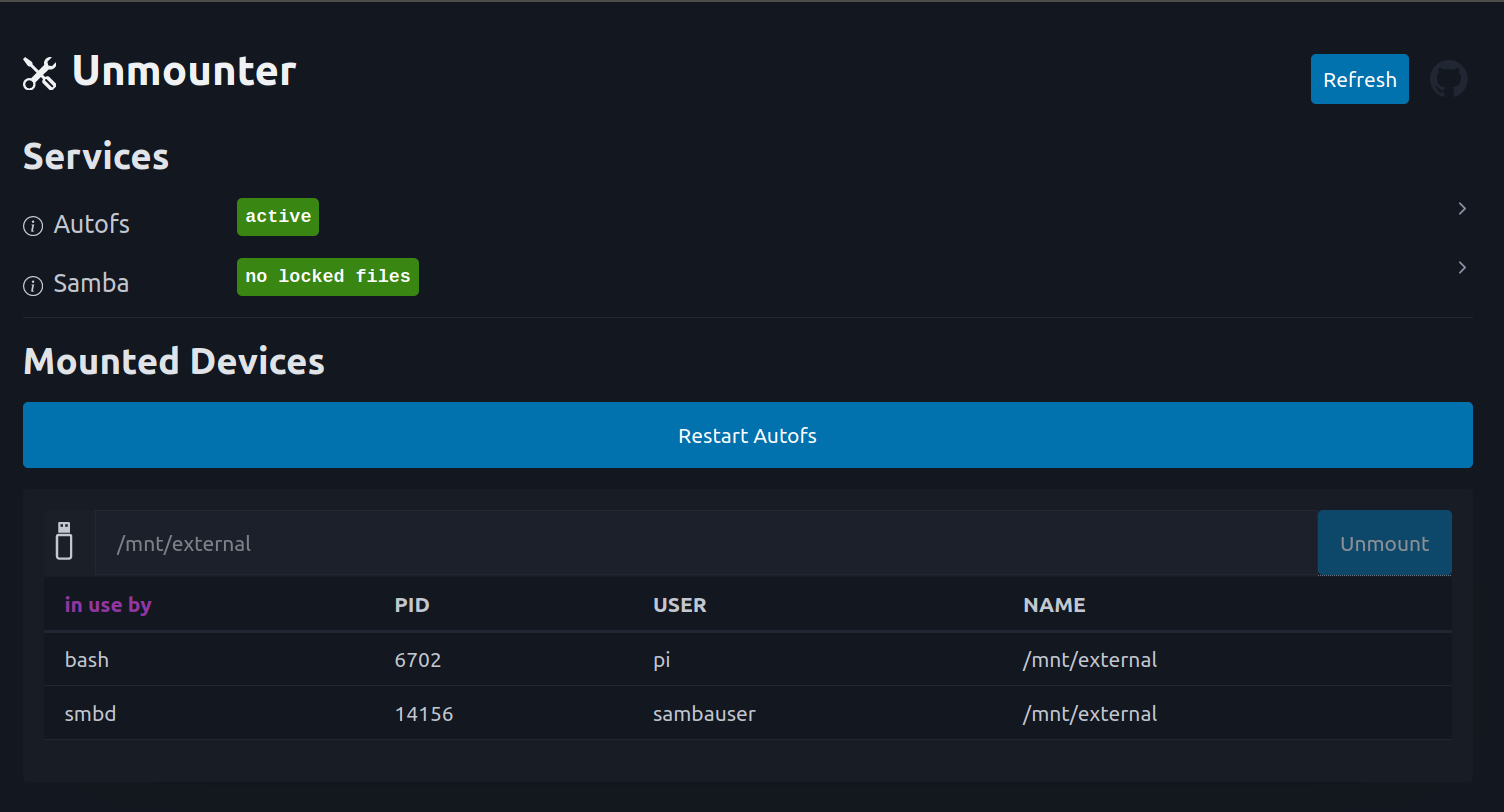 Unmounter
Refresh
Services
Autofs active
Samba no locked files
Mounted Devices
Restart Autofs
/mnt/external Unmount
in use by PID USER NAME
bash 6702 pi /mnt/external
smbd 14156 sambauser /mnt/external